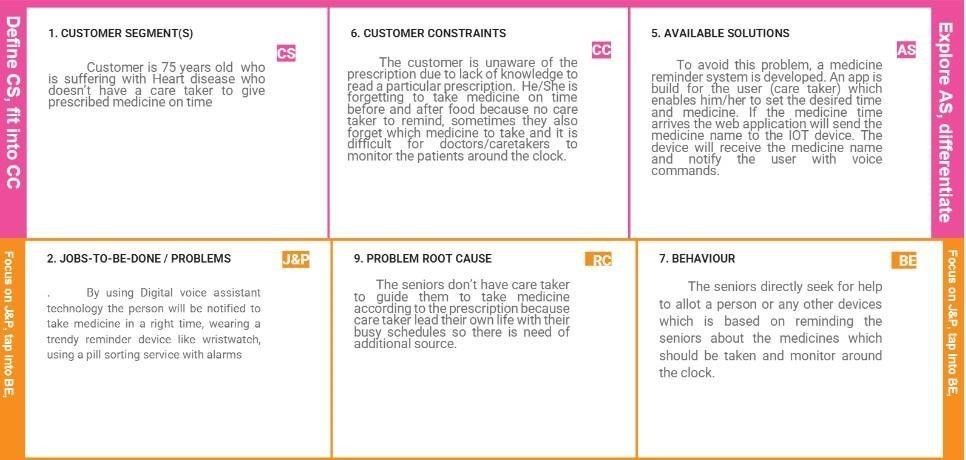 Define CS, fit into CC
1. CUSTOMER SEGMENT(S)
CS
Customer is 75 years old who
is suffering with Heart disease who
doesn't have a care taker to give
prescribed medicine on time
6. CUSTOMER CONSTRAINTS
CC
The customer is unaware of the
prescription due to lack of knowledge to
read a particular prescription. He/She is
forgetting to take medicine on time
before and after food because no care
taker to remind, sometimes they also
forget which medicine to take and it is
difficult for doctors/caretakers to
monitor the patients around the clock.
5. AVAILABLE SOLUTIONS
AS
To avoid this problem, a medicine
reminder system is developed. An app is
build for the user (care taker) which
enables him/her to set the desired time
and medicine. If the medicine time
arrives the web application will send the
medicine name to the IOT device. The
device will receive the medicine name
and notify the user with voice
commands.
Explore AS, differentiate
Focus on J&P, tap into BE,
2. JOBS-TO-BE-DONE / PROBLEMS
J&P
. By using Digital voice assistant
technology the person will be notified to
take medicine in a right time, wearing a
trendy reminder device like wristwatch,
using a pill sorting service with alarms
9. PROBLEM ROOT CAUSE
RC
The seniors don't have care taker
to guide them to take medicine
according to the prescription because
care taker lead their own life with their
busy schedules so there is need of
additional source.
7. BEHAVIOUR
BE
The seniors directly seek for help
to allot a person or any other devices
which is based on reminding the
seniors about the medicines which
should be taken and monitor around
the clock.
Focus on J&P, tap into BE,